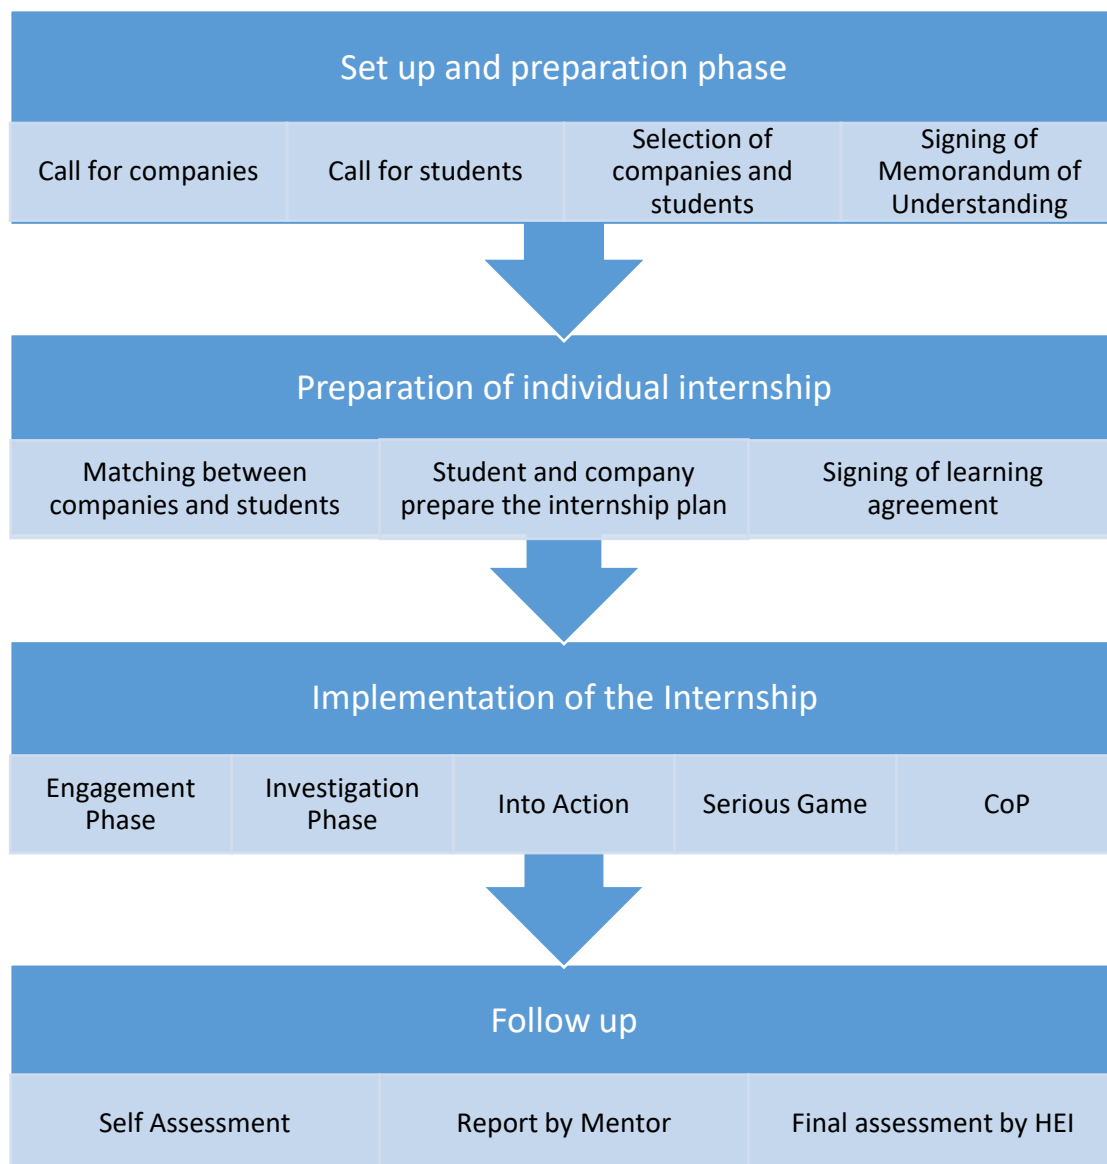 Set up and preparation phase
Call for companies
Call for students
Selection of
companies and
students
Signing of
Memorandum of
Understanding
Preparation of individual internship
Matching between
companies and students
Student and company
prepare the internship plan
Signing of learning
agreement
Implementation of the Internship
Engagement
Phase
Investigation
Phase
Into Action
Serious Game
CoP
Follow up
Self Assessment
Report by Mentor
Final assessment by HEI